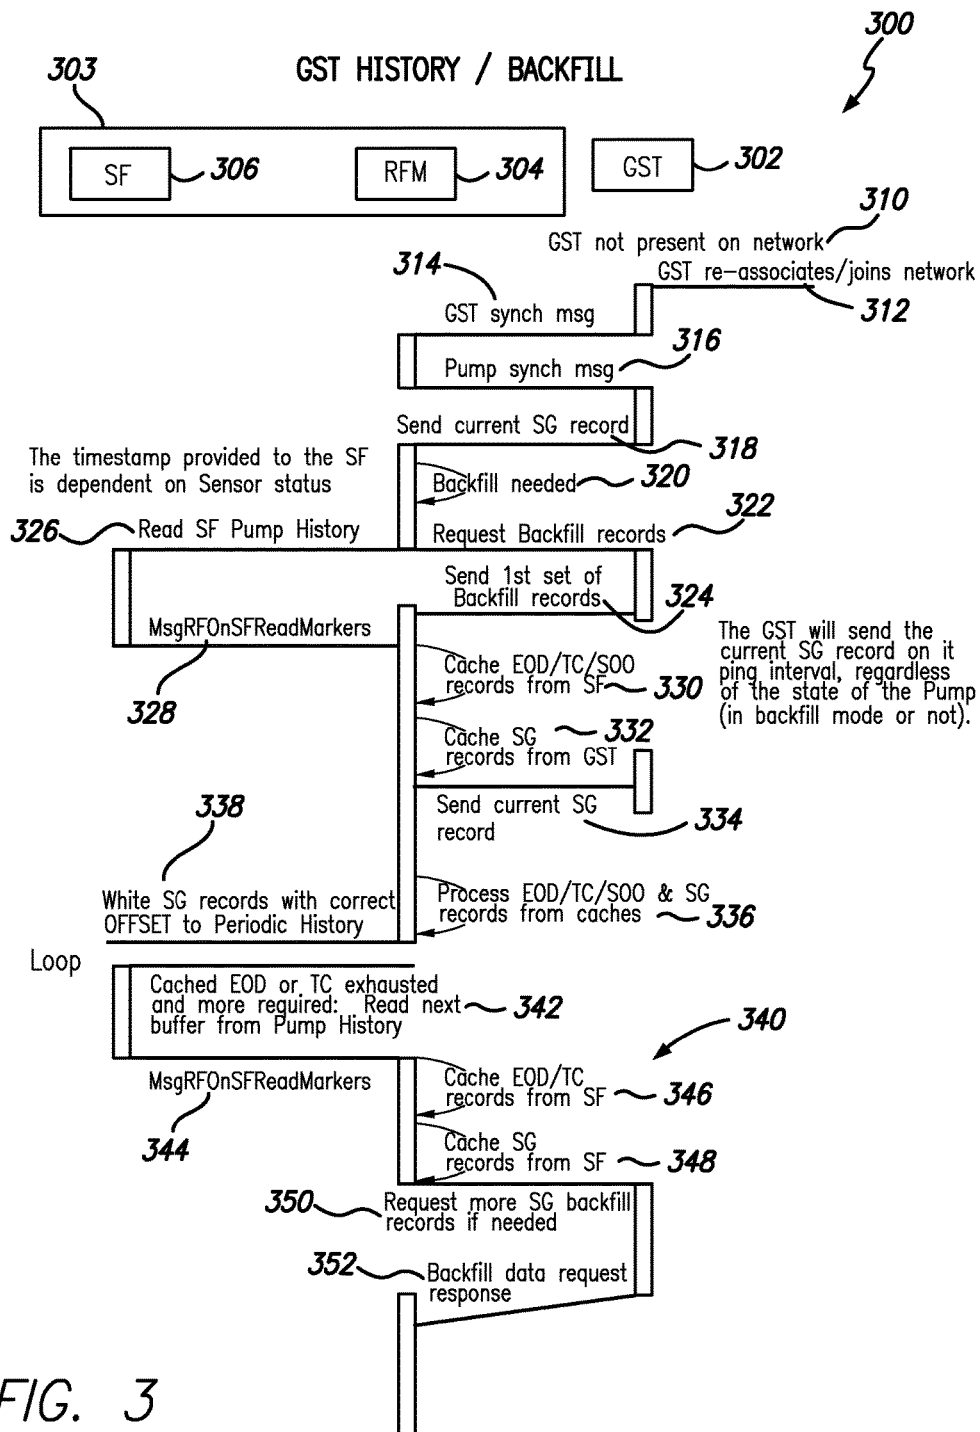 300
303
GST HISTORY / BACKFILL
SF
306
RFM
304
GST
302
310
GST not present on network
314
GST re-associates/joins network
312
GST synch msg
316
Pump synch msg
Send current SG record
318
The timestamp provided to the SF
is dependent on Sensor status
Backfill needed
320
322
326
Read SF Pump History
Request Backfill records
Send 1st set of
Backfill records
324
MsgRFOnSFReadMarkers
328
The GST will send the
current SG record on it
ping interval, regardless
of the state of the Pump
(in backfill mode or not).
Cache EOD/TC/SOO
records from SF
330
332
Cache SG
records from GST
Send current SG
record
334
338
White SG records with correct
OFFSET to Periodic History
Process EOD/TC/SOO & SG
records from caches
336
Loop
Cached EOD or TC exhausted
and more required: Read next
buffer from Pump History
342
340
MsgRFOnSFReadMarkers
344
Cache EOD/TC
records from SF
346
Cache SG
records from SF
348
350
Request more SG backfill
records if needed
352
Backfill data request
response
FIG. 3